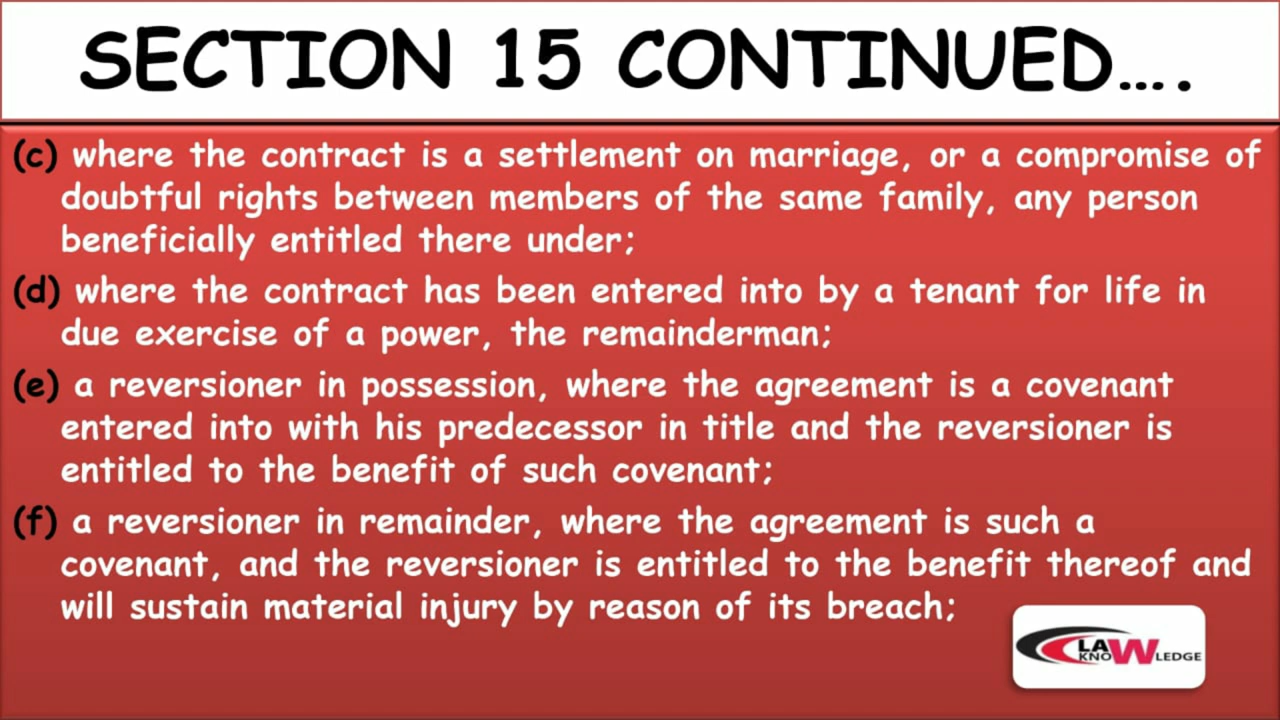 SECTION 15 CONTINUED….
(c) where the contract is a settlement on marriage, or a compromise of
doubtful rights between members of the same family, any person
beneficially entitled there under;
(d) where the contract has been entered into by a tenant for life in
due exercise of a power, the remainderman;
(e) a reversioner in possession, where the agreement is a covenant
entered into with his predecessor in title and the reversioner is
entitled to the benefit of such covenant;
(f) a reversioner in remainder, where the agreement is such a
covenant, and the reversioner is entitled to the benefit thereof and
will sustain material injury by reason of its breach;
LAW
KNOWLEDGE